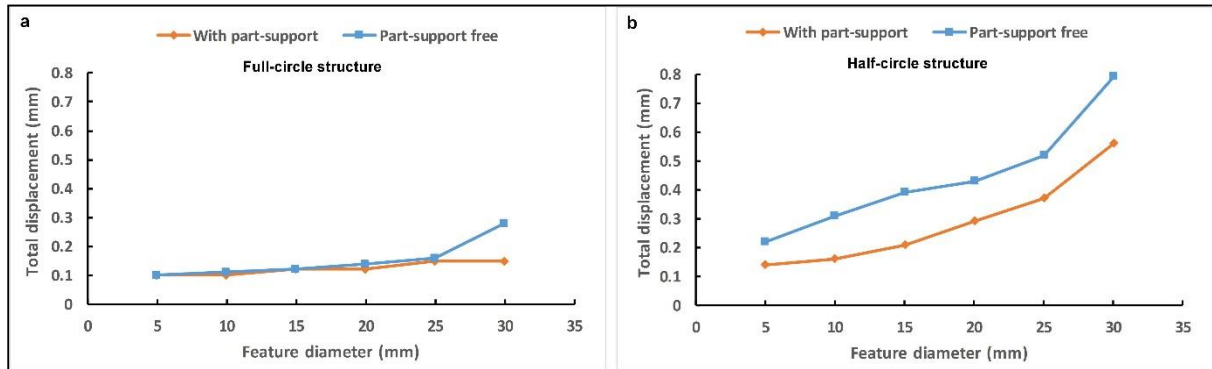 a
With part-support Part-support free
Full-circle structure
Total displacement (mm)
0.8
0.7
0.6
0.5
0.4
0.3
0.2
0.1
0
0 5 10 15 20 25 30 35
Feature diameter (mm)
b
With part-support Part-support free
Half-circle structure
Total displacement (mm)
0.8
0.7
0.6
0.5
0.4
0.3
0.2
0.1
0
0 5 10 15 20 25 30 35
Feature diameter (mm)